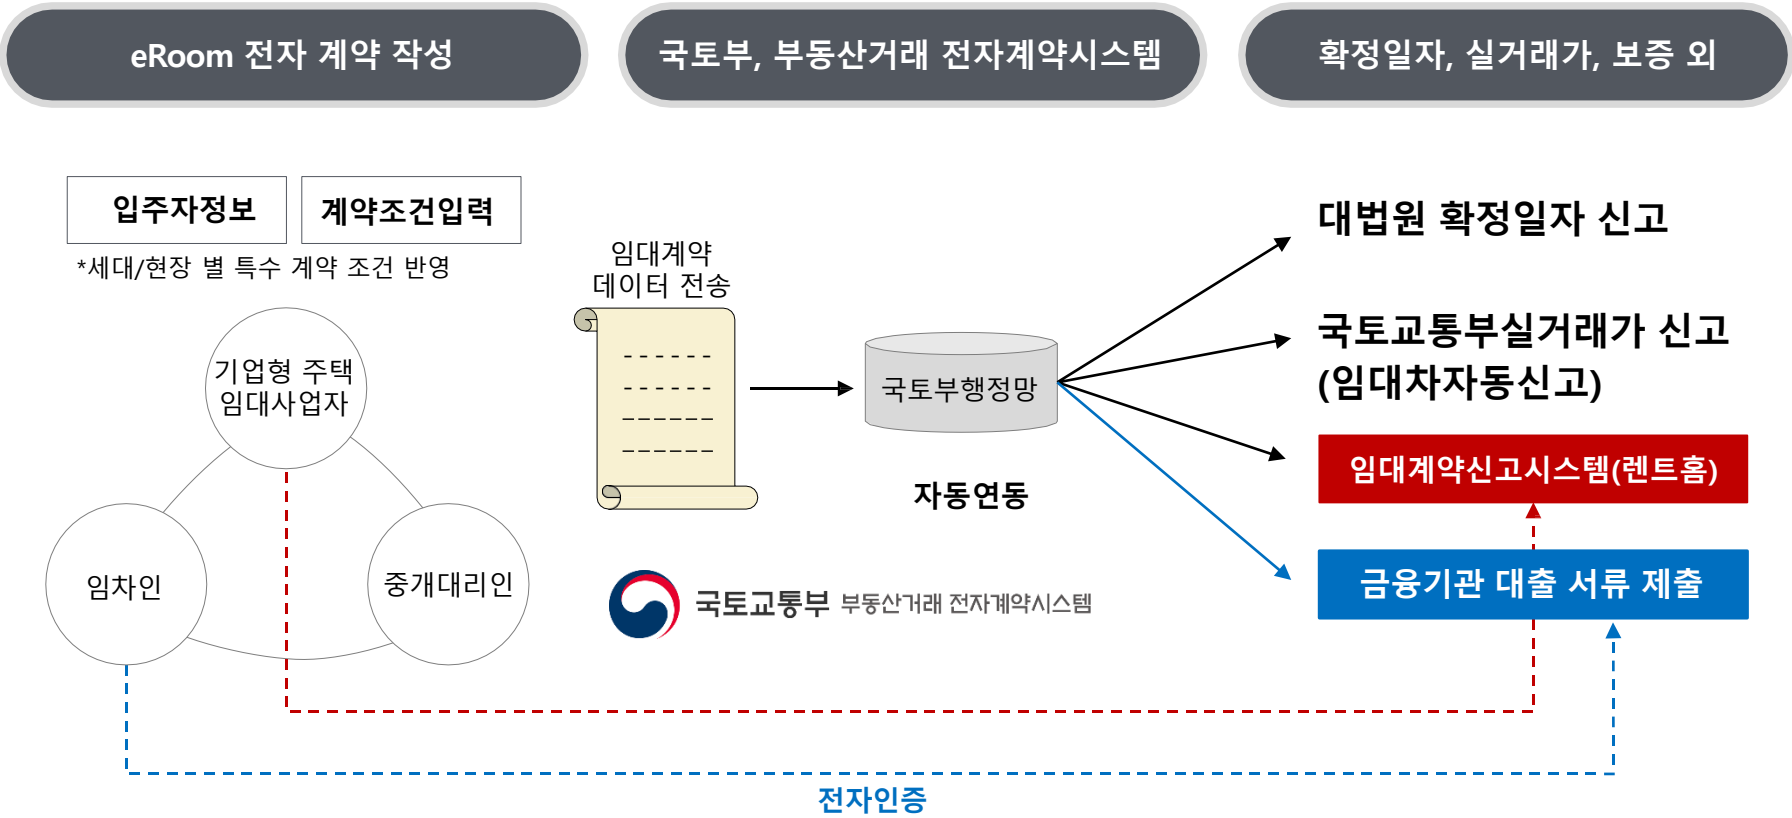 eRoom 전자 계약 작성
국토부, 부동산거래 전자계약시스템
확정일자, 실거래가, 보증 외
입주자정보
계약조건입력
*세대/현장 별 특수 계약 조건 반영
기업형 주택
임대사업자
임차인
중개대리인
임대계약
데이터 전송
국토부행정망
자동연동
국토교통부 부동산거래 전자계약시스템
대법원 확정일자 신고
국토교통부실거래가 신고
(임대차자동신고)
임대계약신고시스템(렌트홈)
금융기관 대출 서류 제출
전자인증